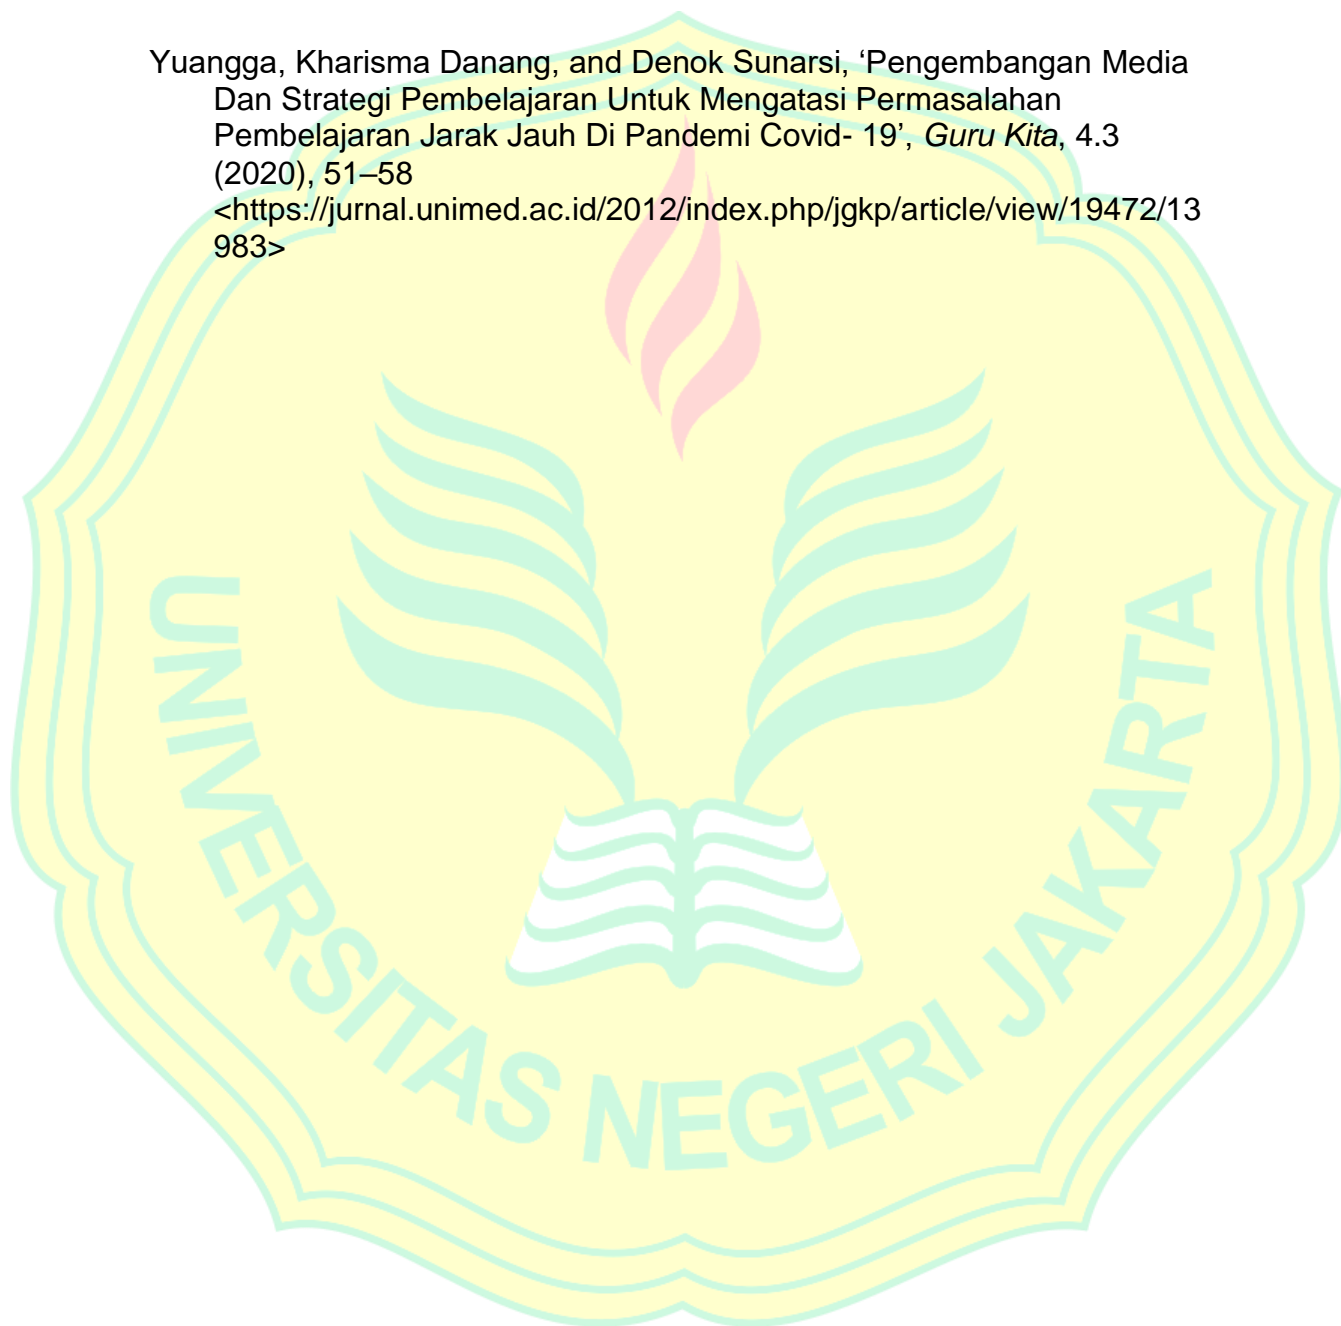 Yuangga, Kharisma Danang, and Denok Sunarsi, ‘Pengembangan Media
Dan Strategi Pembelajaran Untuk Mengatasi Permasalahan
Pembelajaran Jarak Jauh Di Pandemi Covid- 19’, Guru Kita, 4.3
(2020), 51–58
<https://jurnal.unimed.ac.id/2012/index.php/jgkp/article/view/19472/13
983>
UNIVERSITAS NEGERI JAKARTA